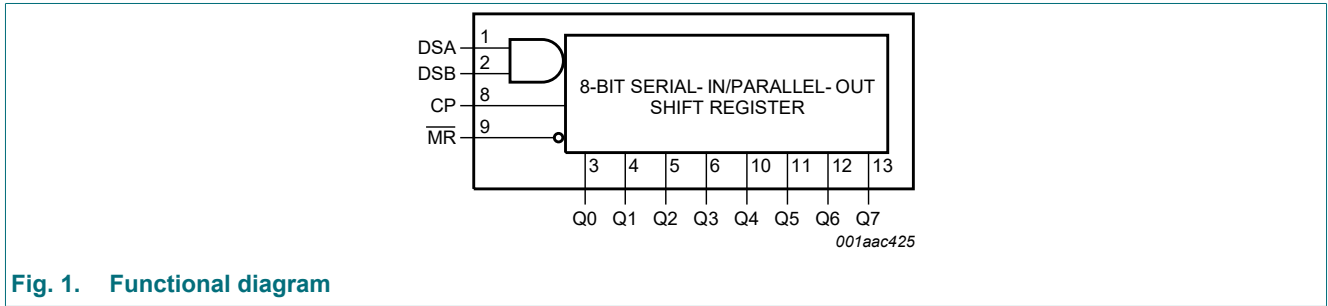 DSA 1
DSB 2
CP 8
M̅R̅ 9
8-BIT SERIAL- IN/PARALLEL- OUT
SHIFT REGISTER
3 4 5 6 10 11 12 13
Q0 Q1 Q2 Q3 Q4 Q5 Q6 Q7
001aac425
Fig. 1. Functional diagram